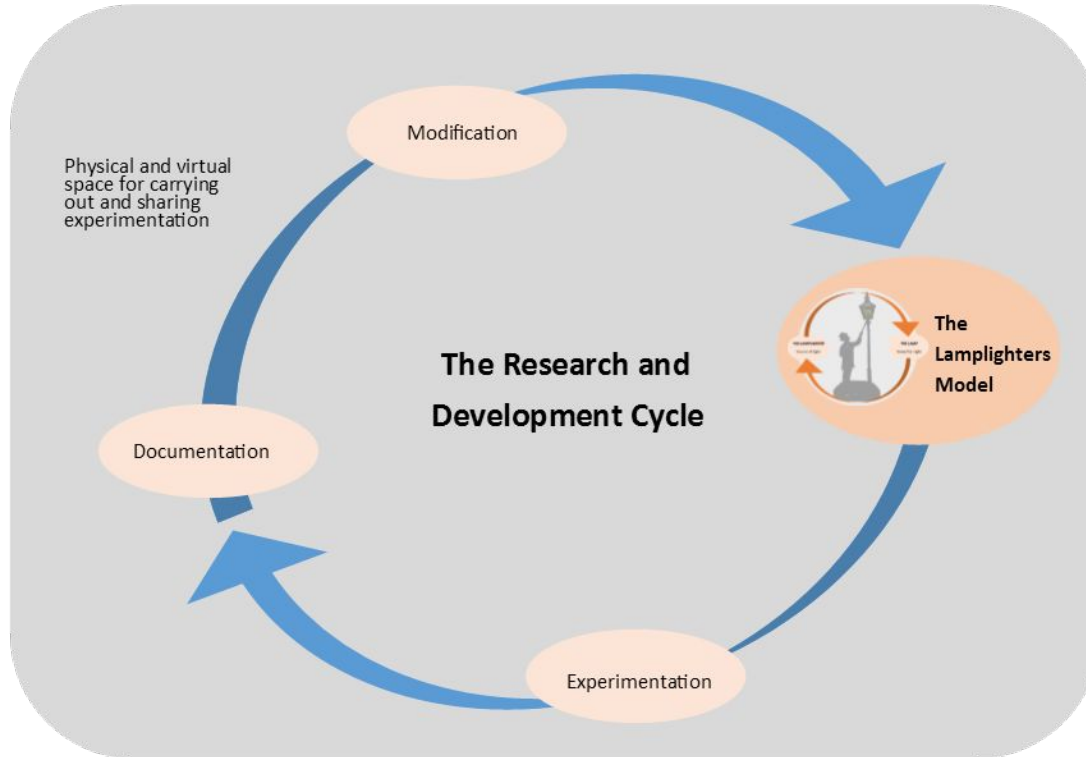 Modification
Physical and virtual
space for carrying
out and sharing
experimentation
The
Lamplighters
Model
The Research and
Development Cycle
Documentation
Experimentation